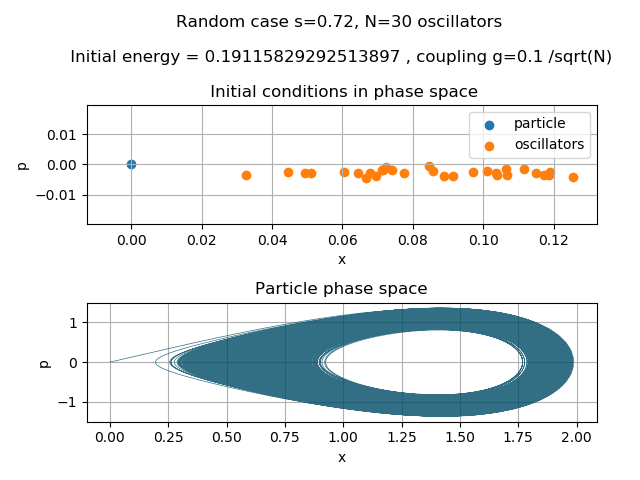 Random case s=0.72, N=30 oscillators
Initial energy = 0.19115829292513897 , coupling g=0.1 /sqrt(N)
Initial conditions in phase space
particle
oscillators
0.01
0.00
−0.01
p
0.00 0.02 0.04 0.06 0.08 0.10 0.12
x
Particle phase space
1
0
−1
p
0.00 0.25 0.50 0.75 1.00 1.25 1.50 1.75 2.00
x